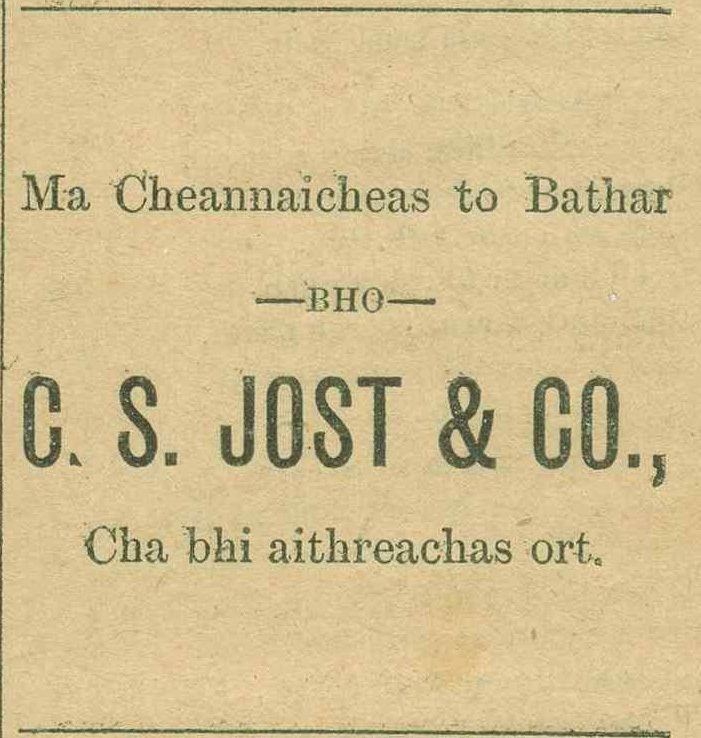 Ma Cheannaicheas to Bathar
—BHO—
C. S. JOST & CO.,
Cha bhi aithreachas ort.